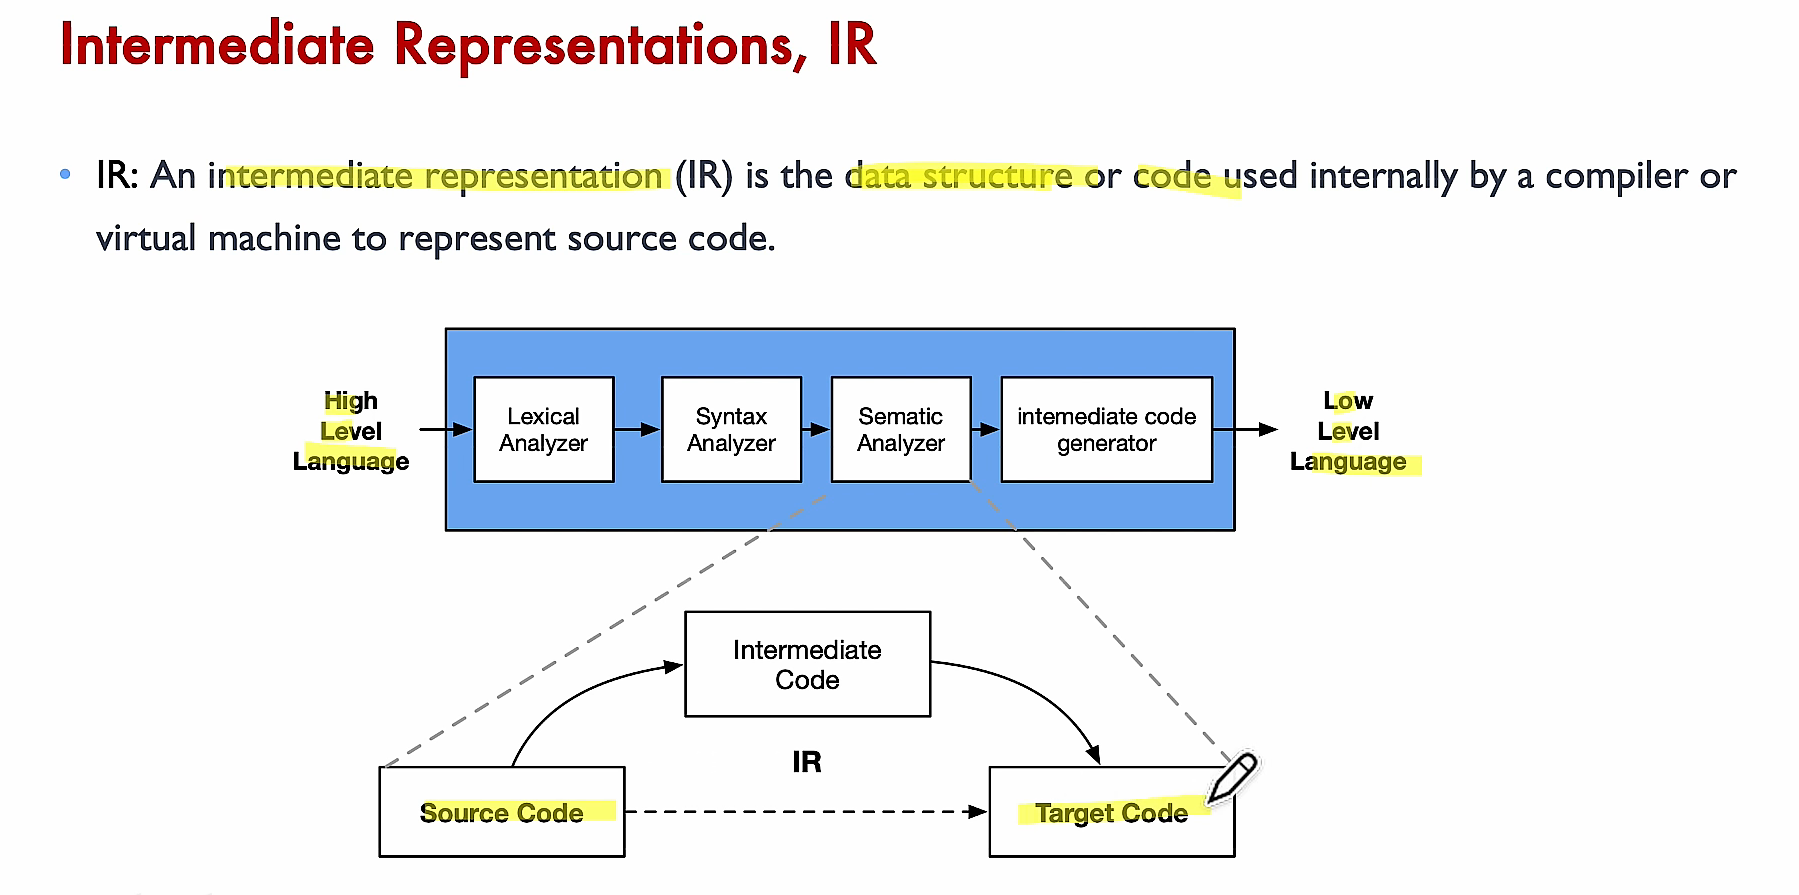 Intermediate Representations, IR
• IR: An intermediate representation (IR) is the data structure or code used internally by a compiler or
virtual machine to represent source code.
High
Level
Language
Lexical
Analyzer
Syntax
Analyzer
Sematic
Analyzer
intemediate code
generator
Low
Level
Language
Intermediate
Code
IR
Source Code
Target Code